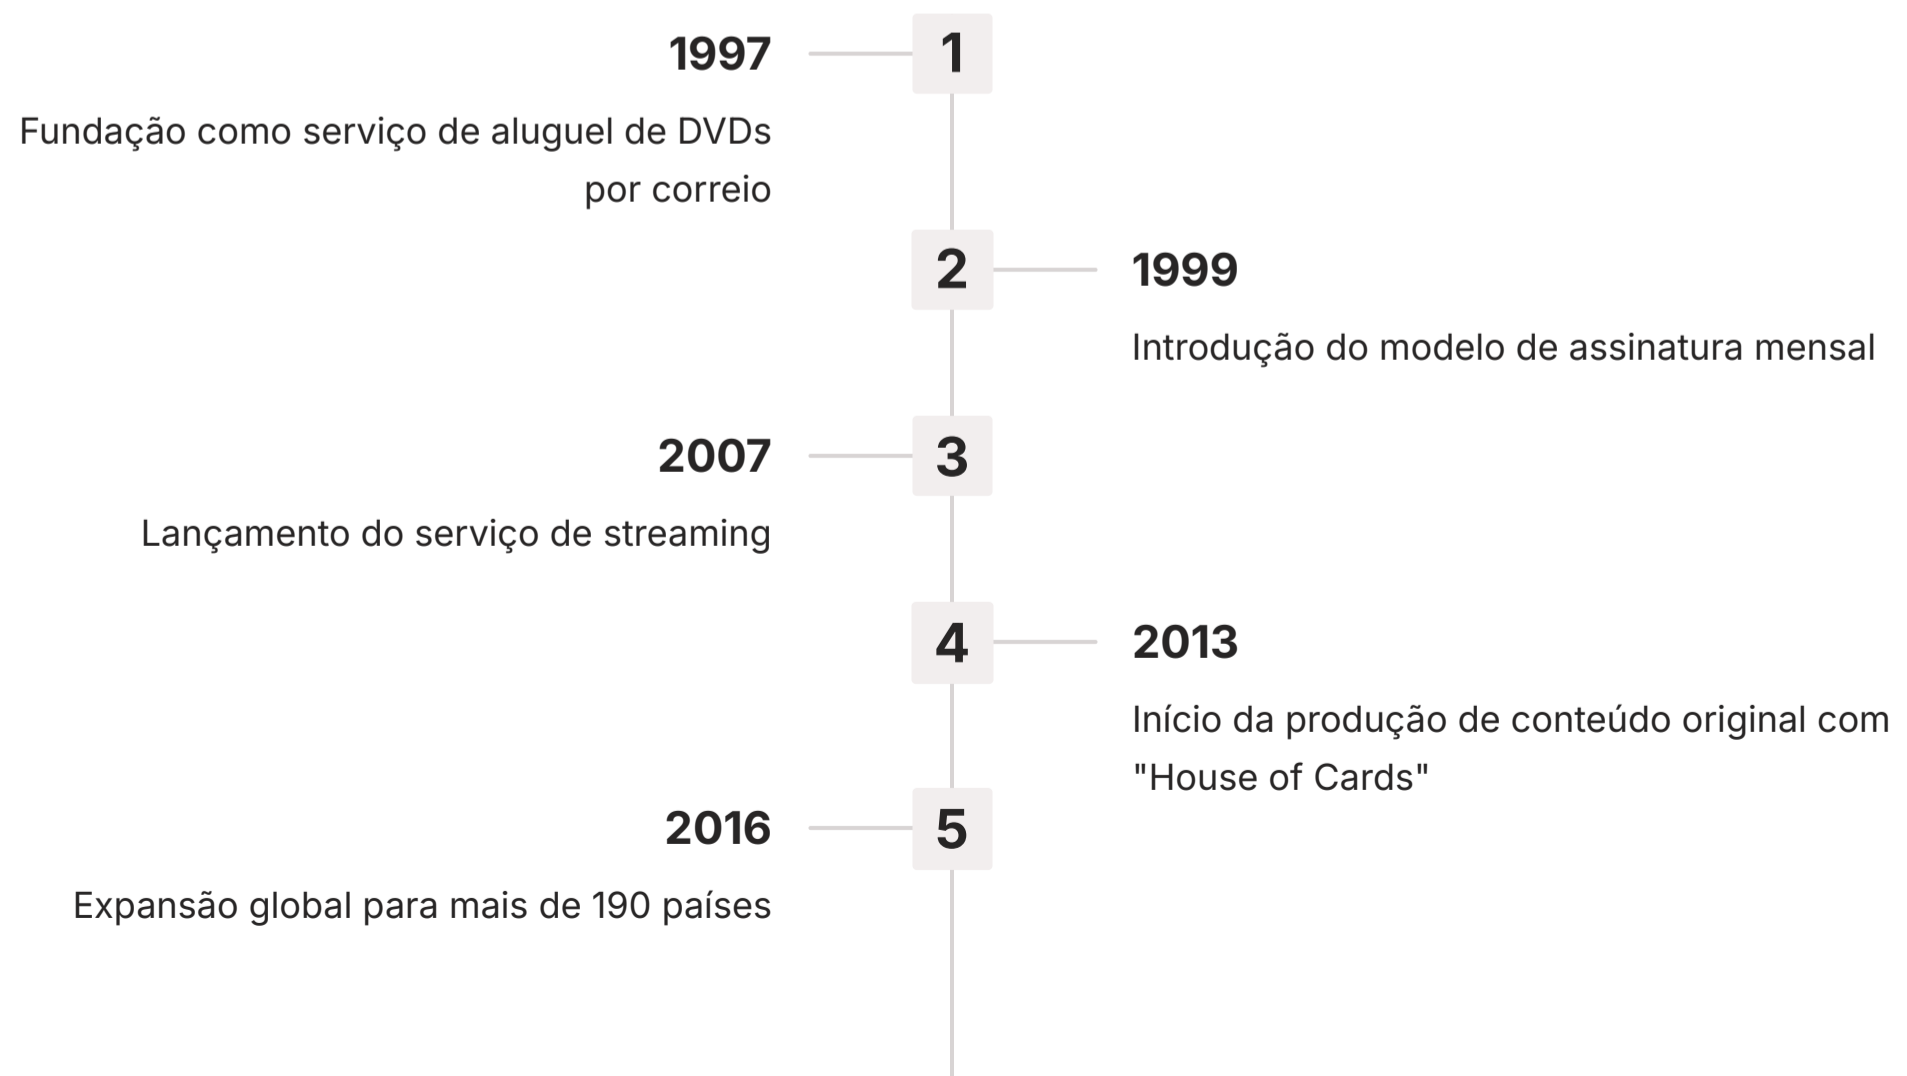 1
1997
Fundação como serviço de aluguel de DVDs
por correio
2
1999
Introdução do modelo de assinatura mensal
3
2007
Lançamento do serviço de streaming
4
2013
Início da produção de conteúdo original com
"House of Cards"
5
2016
Expansão global para mais de 190 países